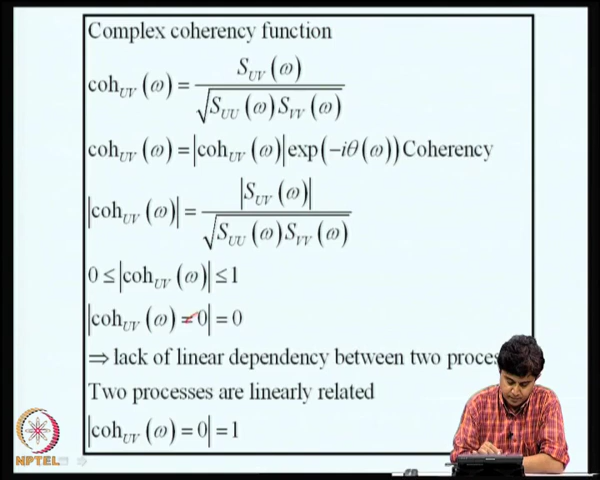 Complex coherency function
coh_{UV}(ω) = S_{UV}(ω) / √(S_{UU}(ω) S_{VV}(ω))
coh_{UV}(ω) = |coh_{UV}(ω)| exp(−iθ(ω)) Coherency
|coh_{UV}(ω)| = |S_{UV}(ω)| / √(S_{UU}(ω) S_{VV}(ω))
0 ≤ |coh_{UV}(ω)| ≤ 1
|coh_{UV}(ω) = 0| = 0
⇒ lack of linear dependency between two proces
Two processes are linearly related
|coh_{UV}(ω) = 0| = 1
NPTEL